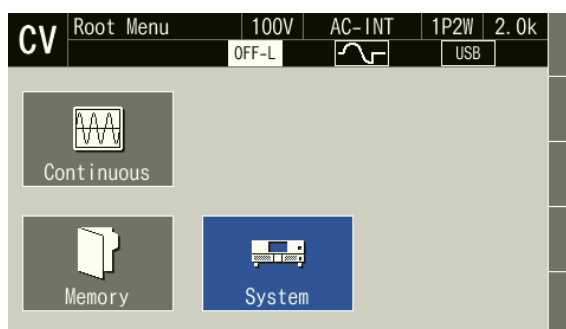 CV Root Menu 100V AC-INT 1P2W 2.0k
OFF-L USB
Continuous
Memory System